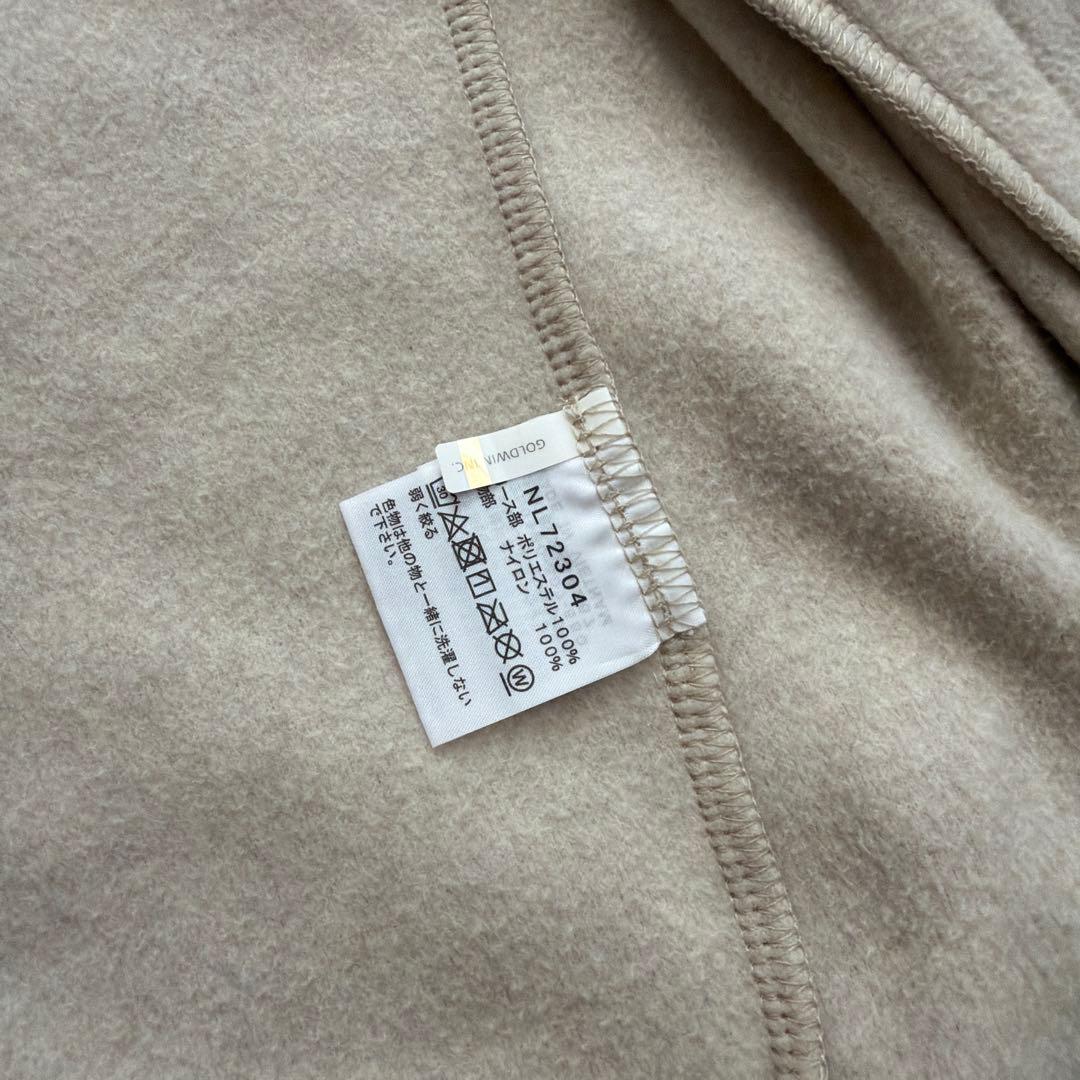 GOLDWIN INC.
NL72304
ース部 ポリエステル100%
物部 ナイロン 100%
30
W
弱く絞る
色物は他の物と一緒に洗濯しない
で下さい。